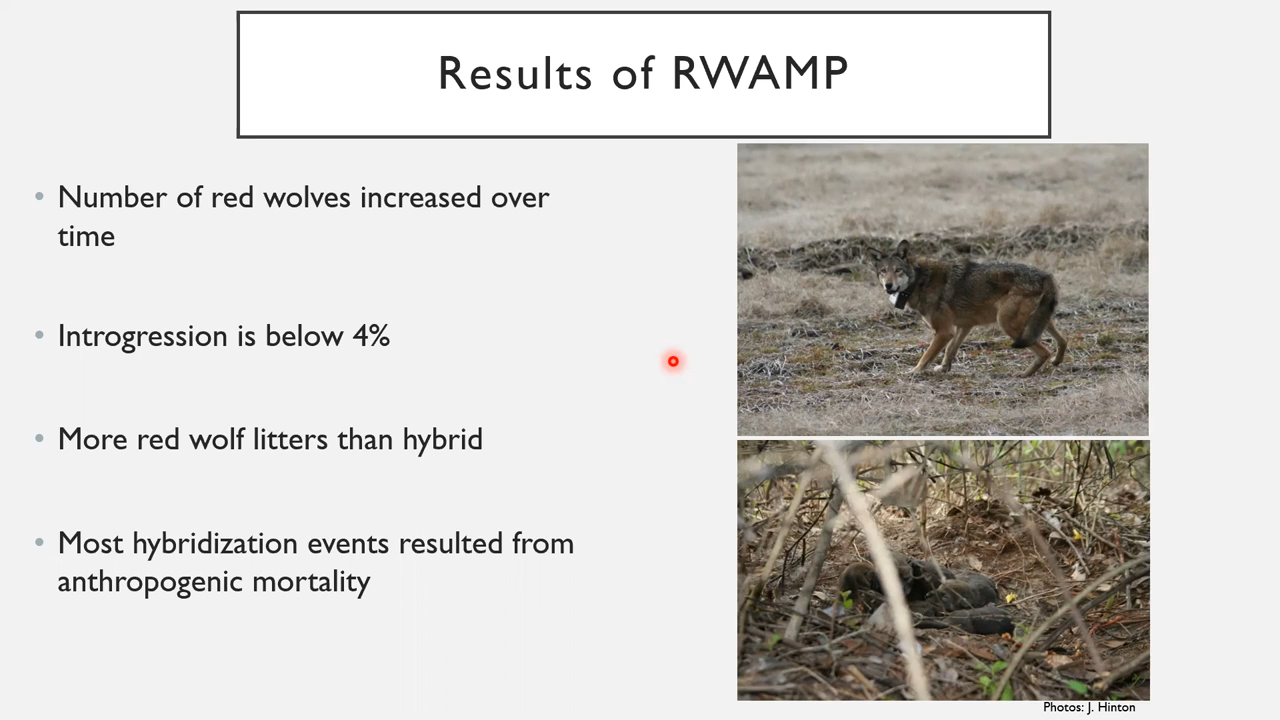 Results of RWAMP
• Number of red wolves increased over
time
• Introgression is below 4%
• More red wolf litters than hybrid
• Most hybridization events resulted from
anthropogenic mortality
Photos: J. Hinton